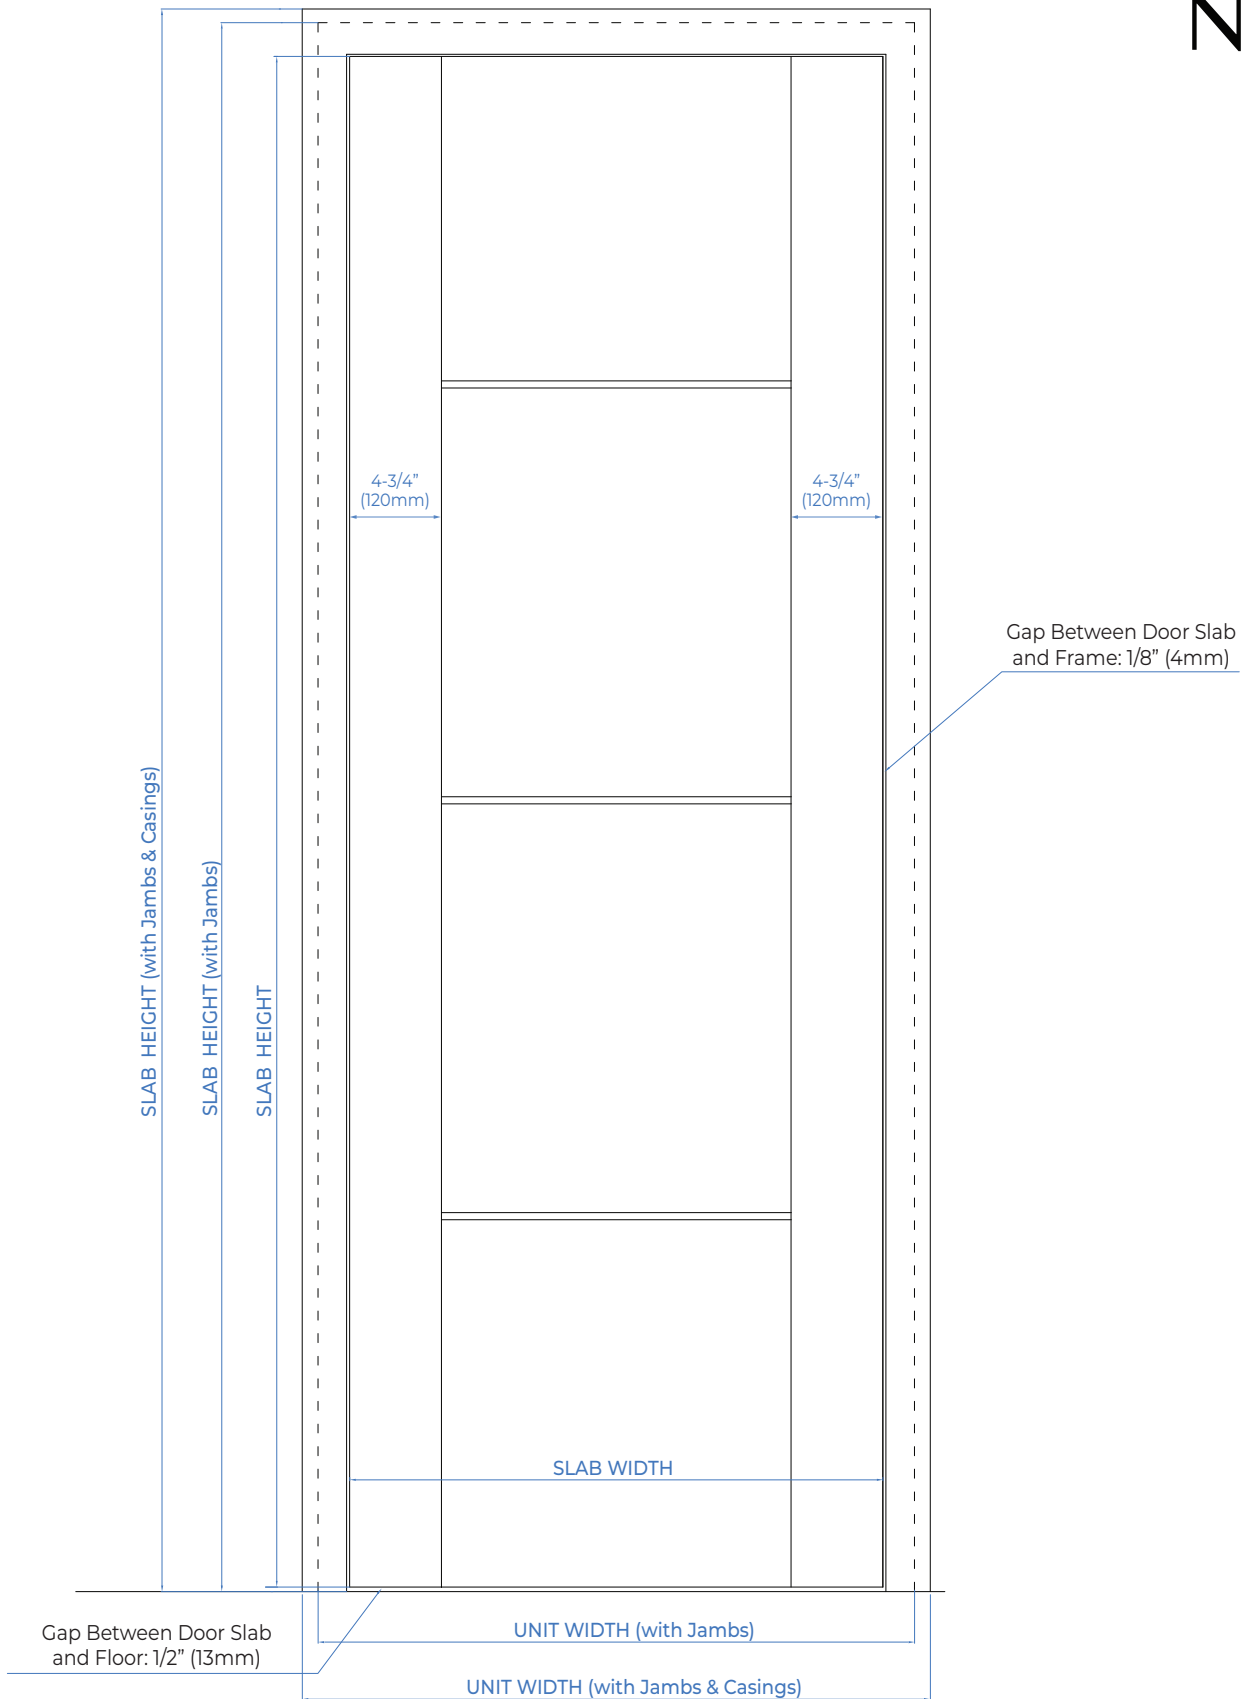 N
4-3/4”
(120mm)
4-3/4”
(120mm)
Gap Between Door Slab
and Frame: 1/8” (4mm)
SLAB HEIGHT (with Jambs & Casings)
SLAB HEIGHT (with Jambs)
SLAB HEIGHT
SLAB WIDTH
Gap Between Door Slab
and Floor: 1/2” (13mm)
UNIT WIDTH (with Jambs)
UNIT WIDTH (with Jambs & Casings)